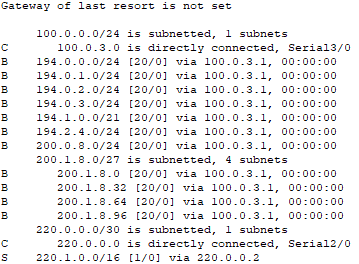 Gateway of last resort is not set
100.0.0.0/24 is subnetted, 1 subnets
C 100.0.3.0 is directly connected, Serial3/0
B 194.0.0.0/24 [20/0] via 100.0.3.1, 00:00:00
B 194.0.1.0/24 [20/0] via 100.0.3.1, 00:00:00
B 194.0.2.0/24 [20/0] via 100.0.3.1, 00:00:00
B 194.0.3.0/24 [20/0] via 100.0.3.1, 00:00:00
B 194.1.0.0/21 [20/0] via 100.0.3.1, 00:00:00
B 194.2.4.0/24 [20/0] via 100.0.3.1, 00:00:00
B 200.0.8.0/24 [20/0] via 100.0.3.1, 00:00:00
200.1.8.0/27 is subnetted, 4 subnets
B 200.1.8.0 [20/0] via 100.0.3.1, 00:00:00
B 200.1.8.32 [20/0] via 100.0.3.1, 00:00:00
B 200.1.8.64 [20/0] via 100.0.3.1, 00:00:00
B 200.1.8.96 [20/0] via 100.0.3.1, 00:00:00
220.0.0.0/30 is subnetted, 1 subnets
C 220.0.0.0 is directly connected, Serial2/0
S 220.1.0.0/16 [1/0] via 220.0.0.2